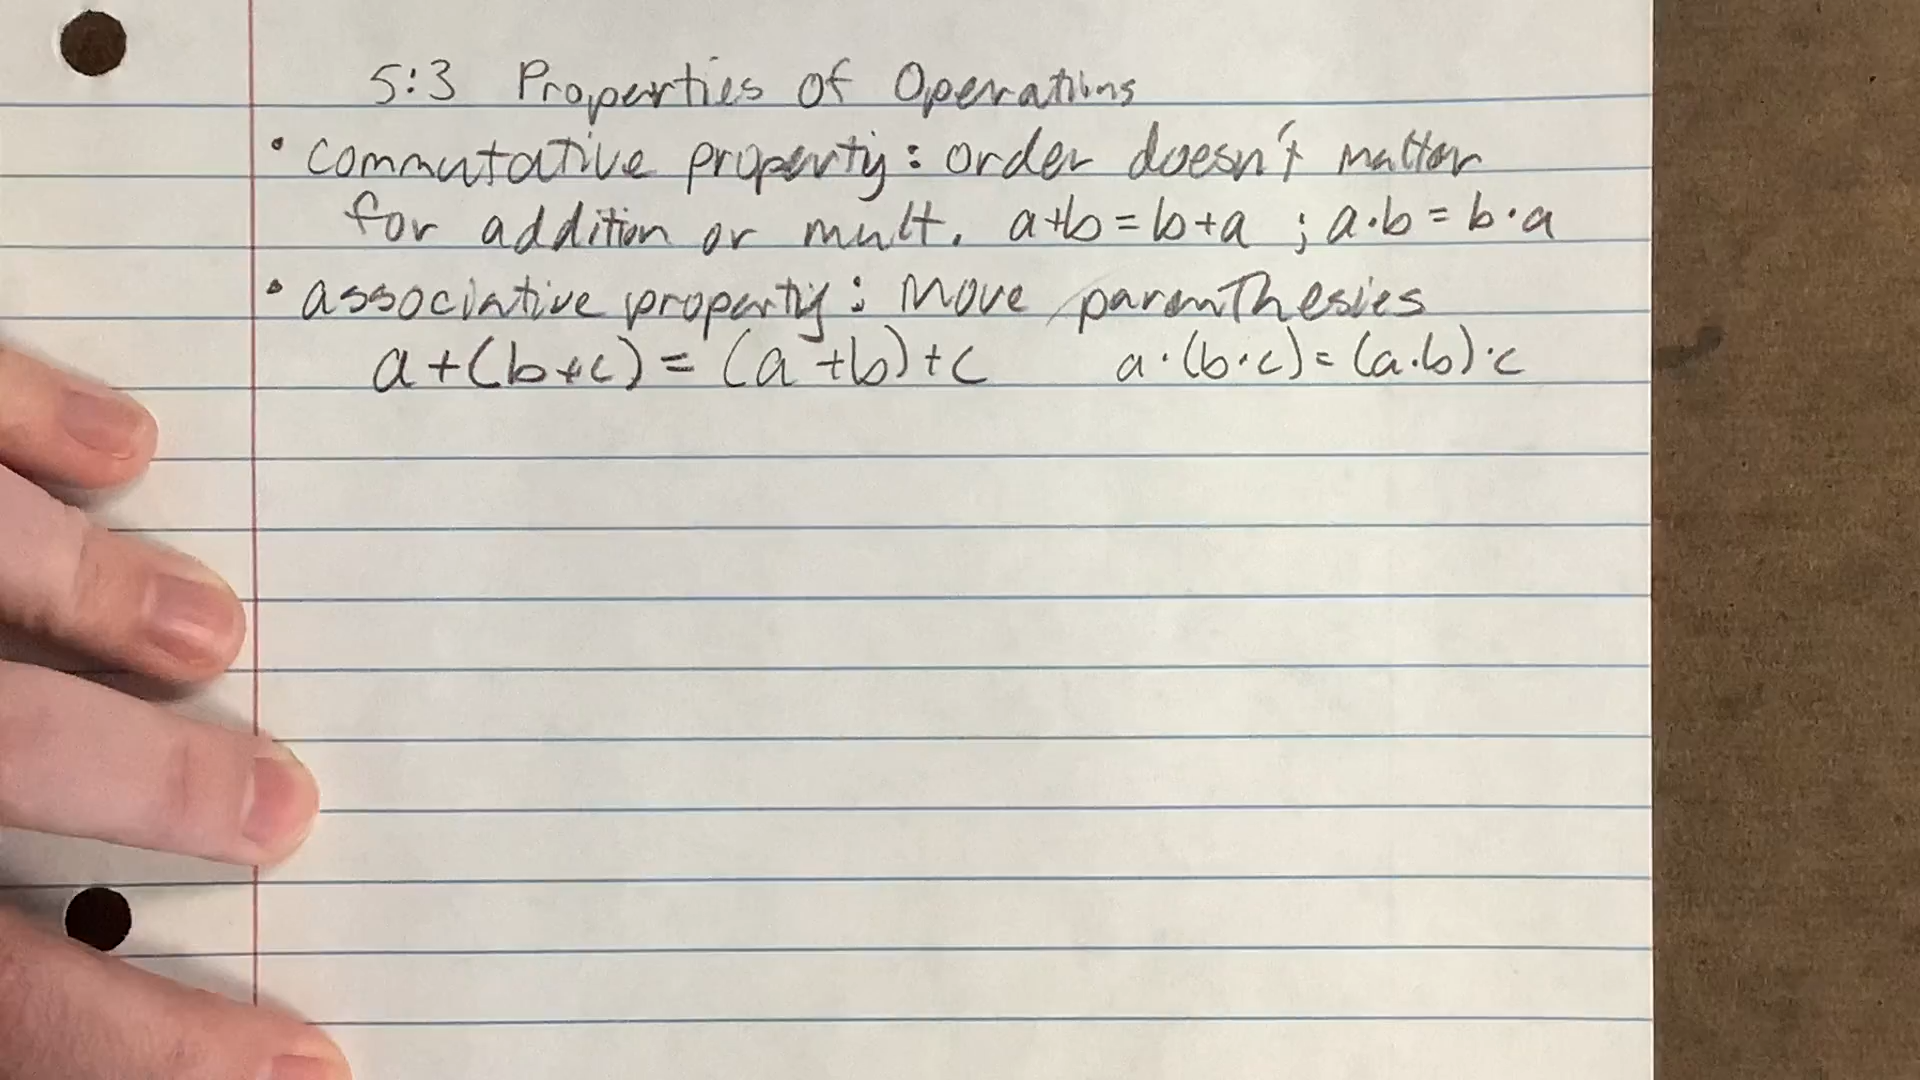 5:3 Properties of Operations
• commutative property: order doesn't matter
for addition or mult. a+b=b+a ; a·b=b·a
• associative property: Move parenthesies
a+(b+c)=(a+b)+c a·(b·c)=(a·b)·c